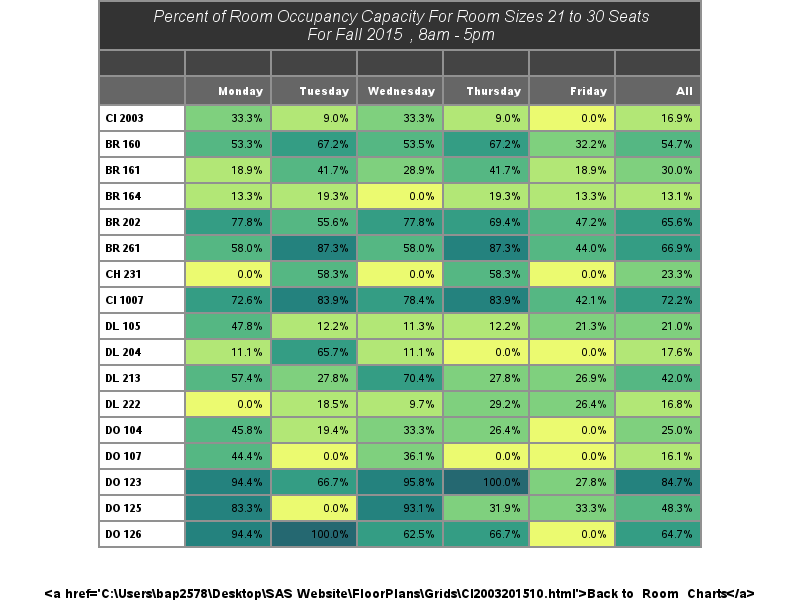 Percent of Room Occupancy Capacity For Room Sizes 21 to 30 Seats
For Fall 2015 , 8am - 5pm
Monday Tuesday Wednesday Thursday Friday All
CI 2003 33.3% 9.0% 33.3% 9.0% 0.0% 16.9%
BR 160 53.3% 67.2% 53.5% 67.2% 32.2% 54.7%
BR 161 18.9% 41.7% 28.9% 41.7% 18.9% 30.0%
BR 164 13.3% 19.3% 0.0% 19.3% 13.3% 13.1%
BR 202 77.8% 55.6% 77.8% 69.4% 47.2% 65.6%
BR 261 58.0% 87.3% 58.0% 87.3% 44.0% 66.9%
CH 231 0.0% 58.3% 0.0% 58.3% 0.0% 23.3%
CI 1007 72.6% 83.9% 78.4% 83.9% 42.1% 72.2%
DL 105 47.8% 12.2% 11.3% 12.2% 21.3% 21.0%
DL 204 11.1% 65.7% 11.1% 0.0% 0.0% 17.6%
DL 213 57.4% 27.8% 70.4% 27.8% 26.9% 42.0%
DL 222 0.0% 18.5% 9.7% 29.2% 26.4% 16.8%
DO 104 45.8% 19.4% 33.3% 26.4% 0.0% 25.0%
DO 107 44.4% 0.0% 36.1% 0.0% 0.0% 16.1%
DO 123 94.4% 66.7% 95.8% 100.0% 27.8% 84.7%
DO 125 83.3% 0.0% 93.1% 31.9% 33.3% 48.3%
DO 126 94.4% 100.0% 62.5% 66.7% 0.0% 64.7%
<a href='C:\Users\bap2578\Desktop\SAS Website\FloorPlans\Grids\CI2003201510.html'>Back to Room Charts</a>